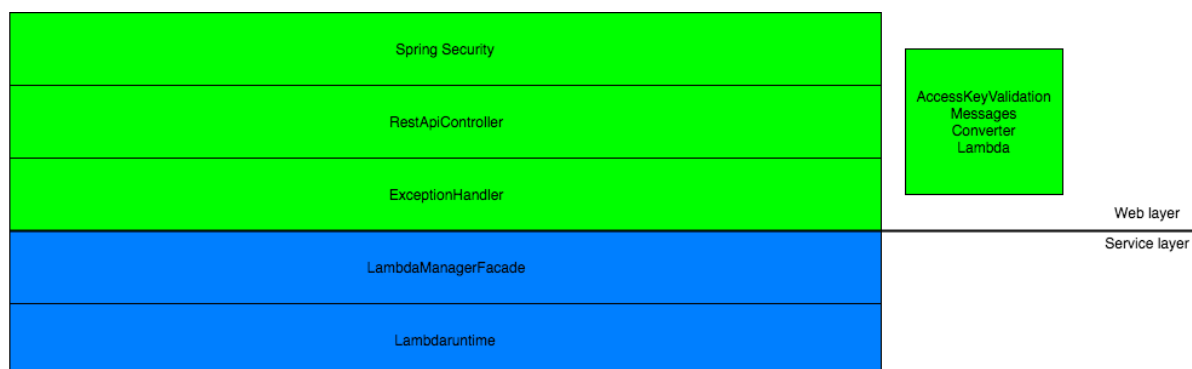 Spring Security
RestApiController
ExceptionHandler
AccessKeyValidation
Messages
Converter
Lambda
Web layer
Service layer
LambdaManagerFacade
Lambdaruntime